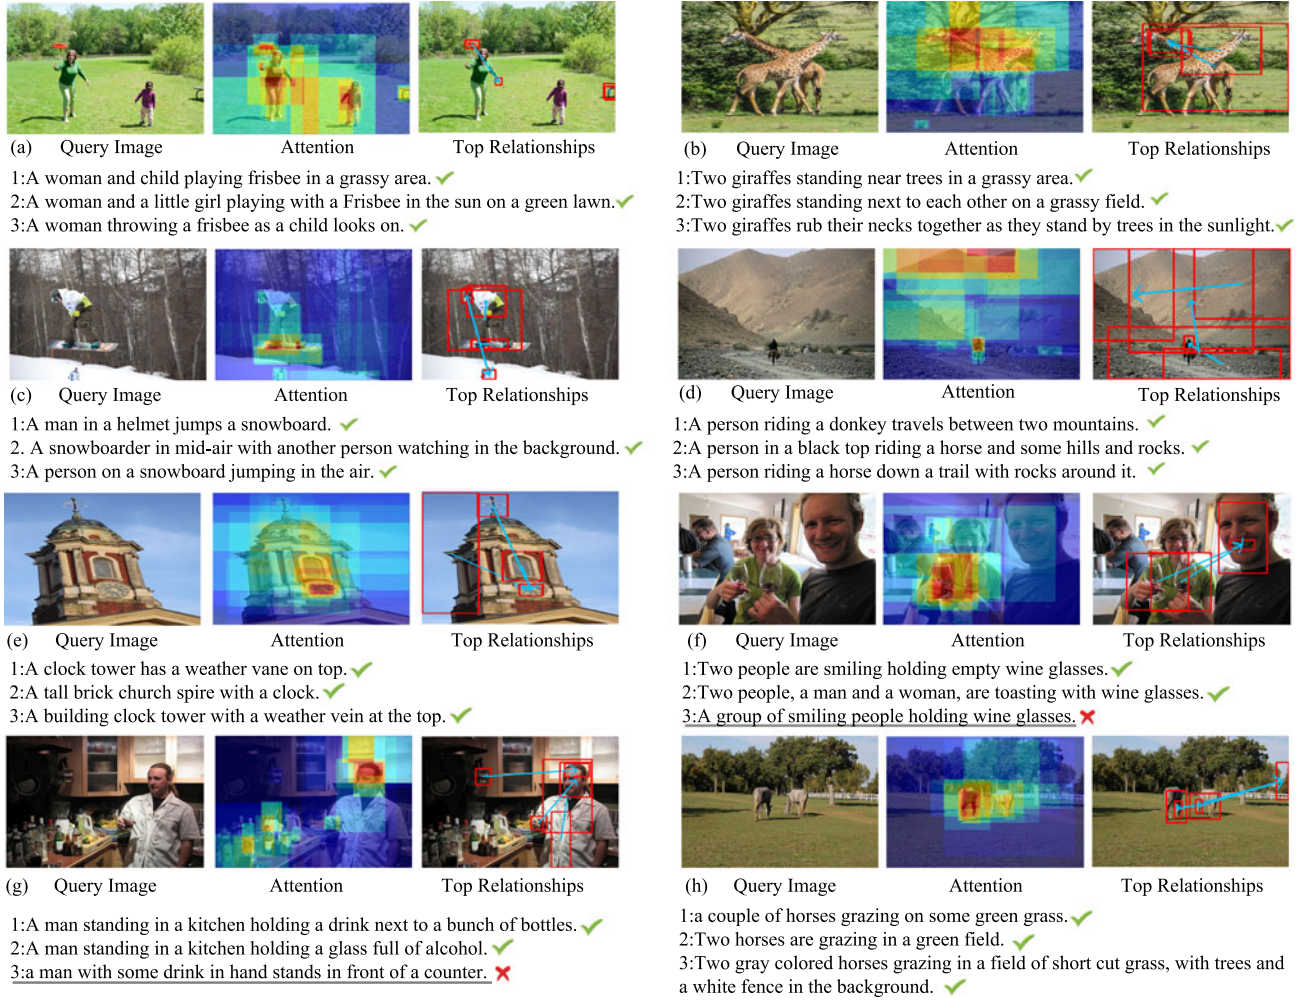 (a) Query Image Attention Top Relationships
1:A woman and child playing frisbee in a grassy area.
2:A woman and a little girl playing with a Frisbee in the sun on a green lawn.
3:A woman throwing a frisbee as a child looks on.
(b) Query Image Attention Top Relationships
1:Two giraffes standing near trees in a grassy area.
2:Two giraffes standing next to each other on a grassy field.
3:Two giraffes rub their necks together as they stand by trees in the sunlight.
(c) Query Image Attention Top Relationships
1:A man in a helmet jumps a snowboard.
2. A snowboarder in mid-air with another person watching in the background.
3:A person on a snowboard jumping in the air.
(d) Query Image Attention Top Relationships
1:A person riding a donkey travels between two mountains.
2:A person in a black top riding a horse and some hills and rocks.
3:A person riding a horse down a trail with rocks around it.
(e) Query Image Attention Top Relationships
1:A clock tower has a weather vane on top.
2:A tall brick church spire with a clock.
3:A building clock tower with a weather vein at the top.
(f) Query Image Attention Top Relationships
1:Two people are smiling holding empty wine glasses.
2:Two people, a man and a woman, are toasting with wine glasses.
3:A group of smiling people holding wine glasses.
(g) Query Image Attention Top Relationships
1:A man standing in a kitchen holding a drink next to a bunch of bottles.
2:A man standing in a kitchen holding a glass full of alcohol.
3:a man with some drink in hand stands in front of a counter.
(h) Query Image Attention Top Relationships
1:a couple of horses grazing on some green grass.
2:Two horses are grazing in a green field.
3:Two gray colored horses grazing in a field of short cut grass, with trees and
a white fence in the background.